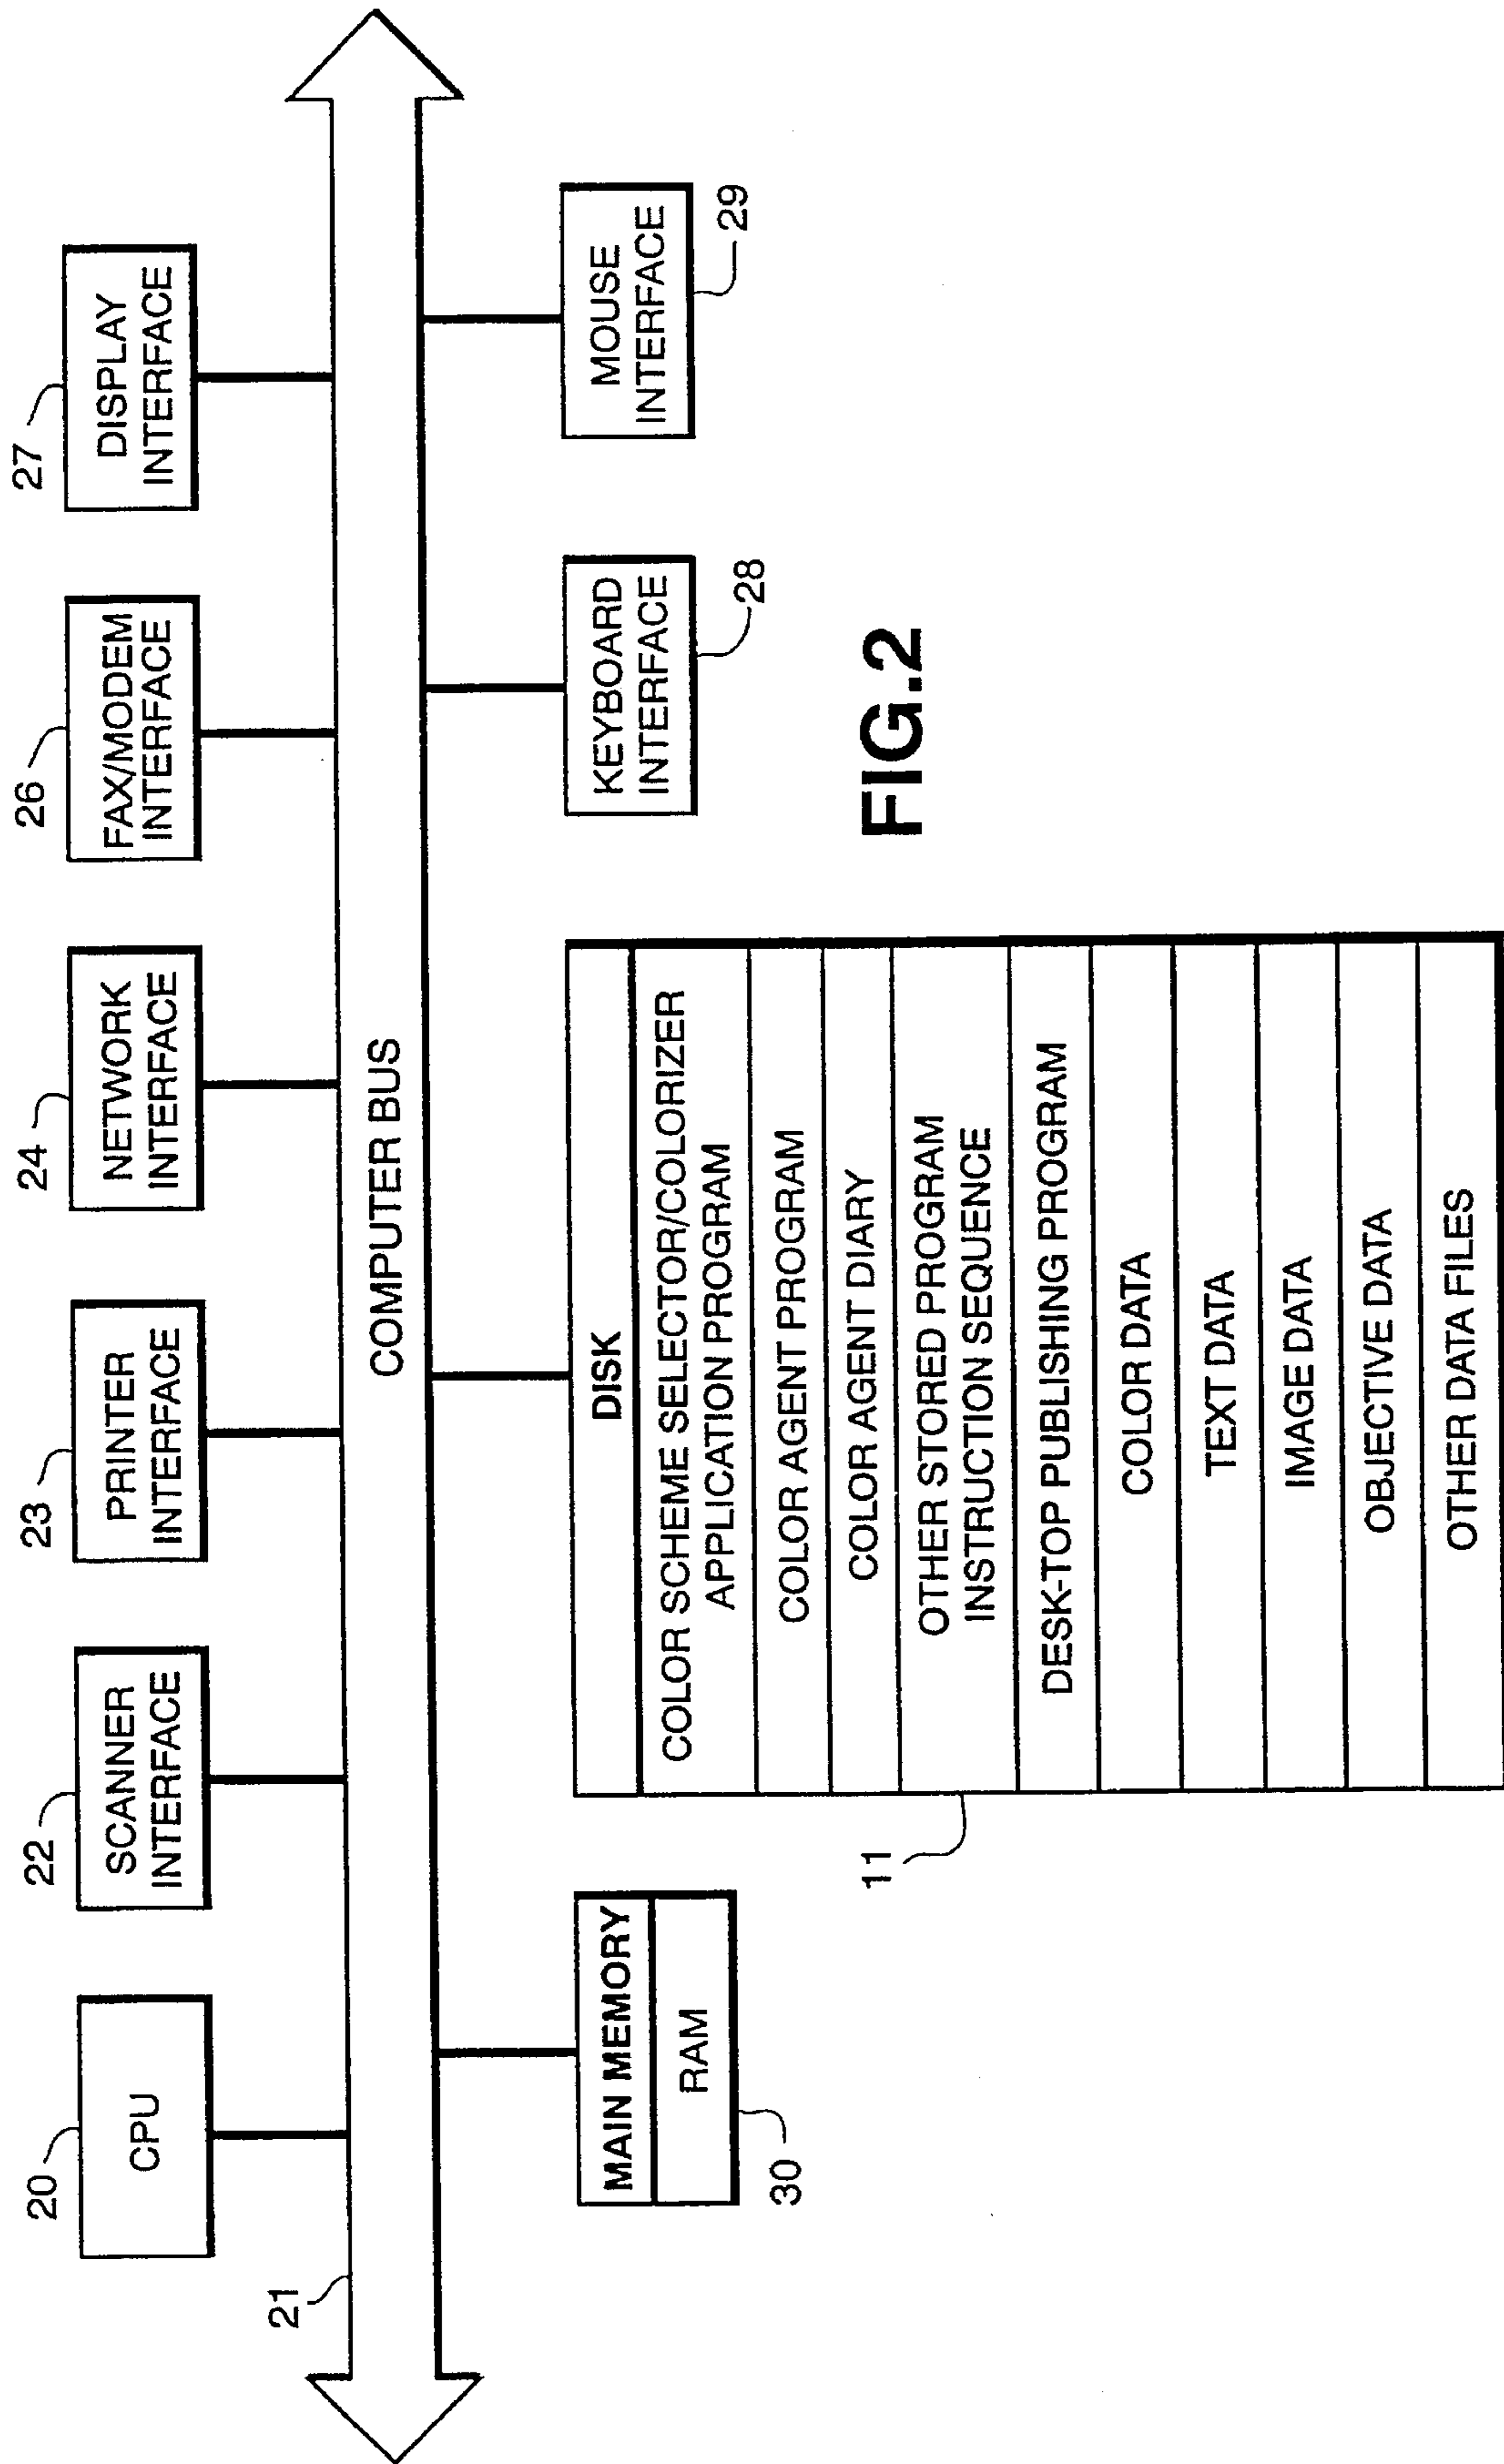 20
CPU
22
SCANNER
INTERFACE
23
PRINTER
INTERFACE
24
NETWORK
INTERFACE
26
FAX/MODEM
INTERFACE
27
DISPLAY
INTERFACE
21
COMPUTER BUS
MAIN MEMORY
RAM
30
DISK
COLOR SCHEME SELECTOR/COLORIZER
APPLICATION PROGRAM
COLOR AGENT PROGRAM
COLOR AGENT DIARY
OTHER STORED PROGRAM
INSTRUCTION SEQUENCE
DESK-TOP PUBLISHING PROGRAM
COLOR DATA
TEXT DATA
IMAGE DATA
OBJECTIVE DATA
OTHER DATA FILES
11
KEYBOARD
INTERFACE
28
MOUSE
INTERFACE
29
FIG.2